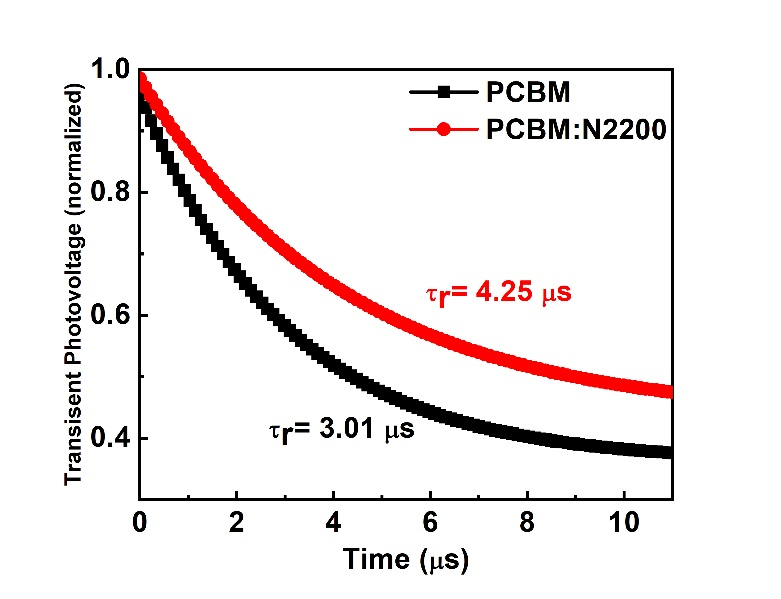 1.0
0.8
0.6
0.4
0
2
4
6
8
10
Transisent Photovoltage (normalized)
Time (μs)
PCBM
PCBM:N2200
τr= 4.25 μs
τr= 3.01 μs